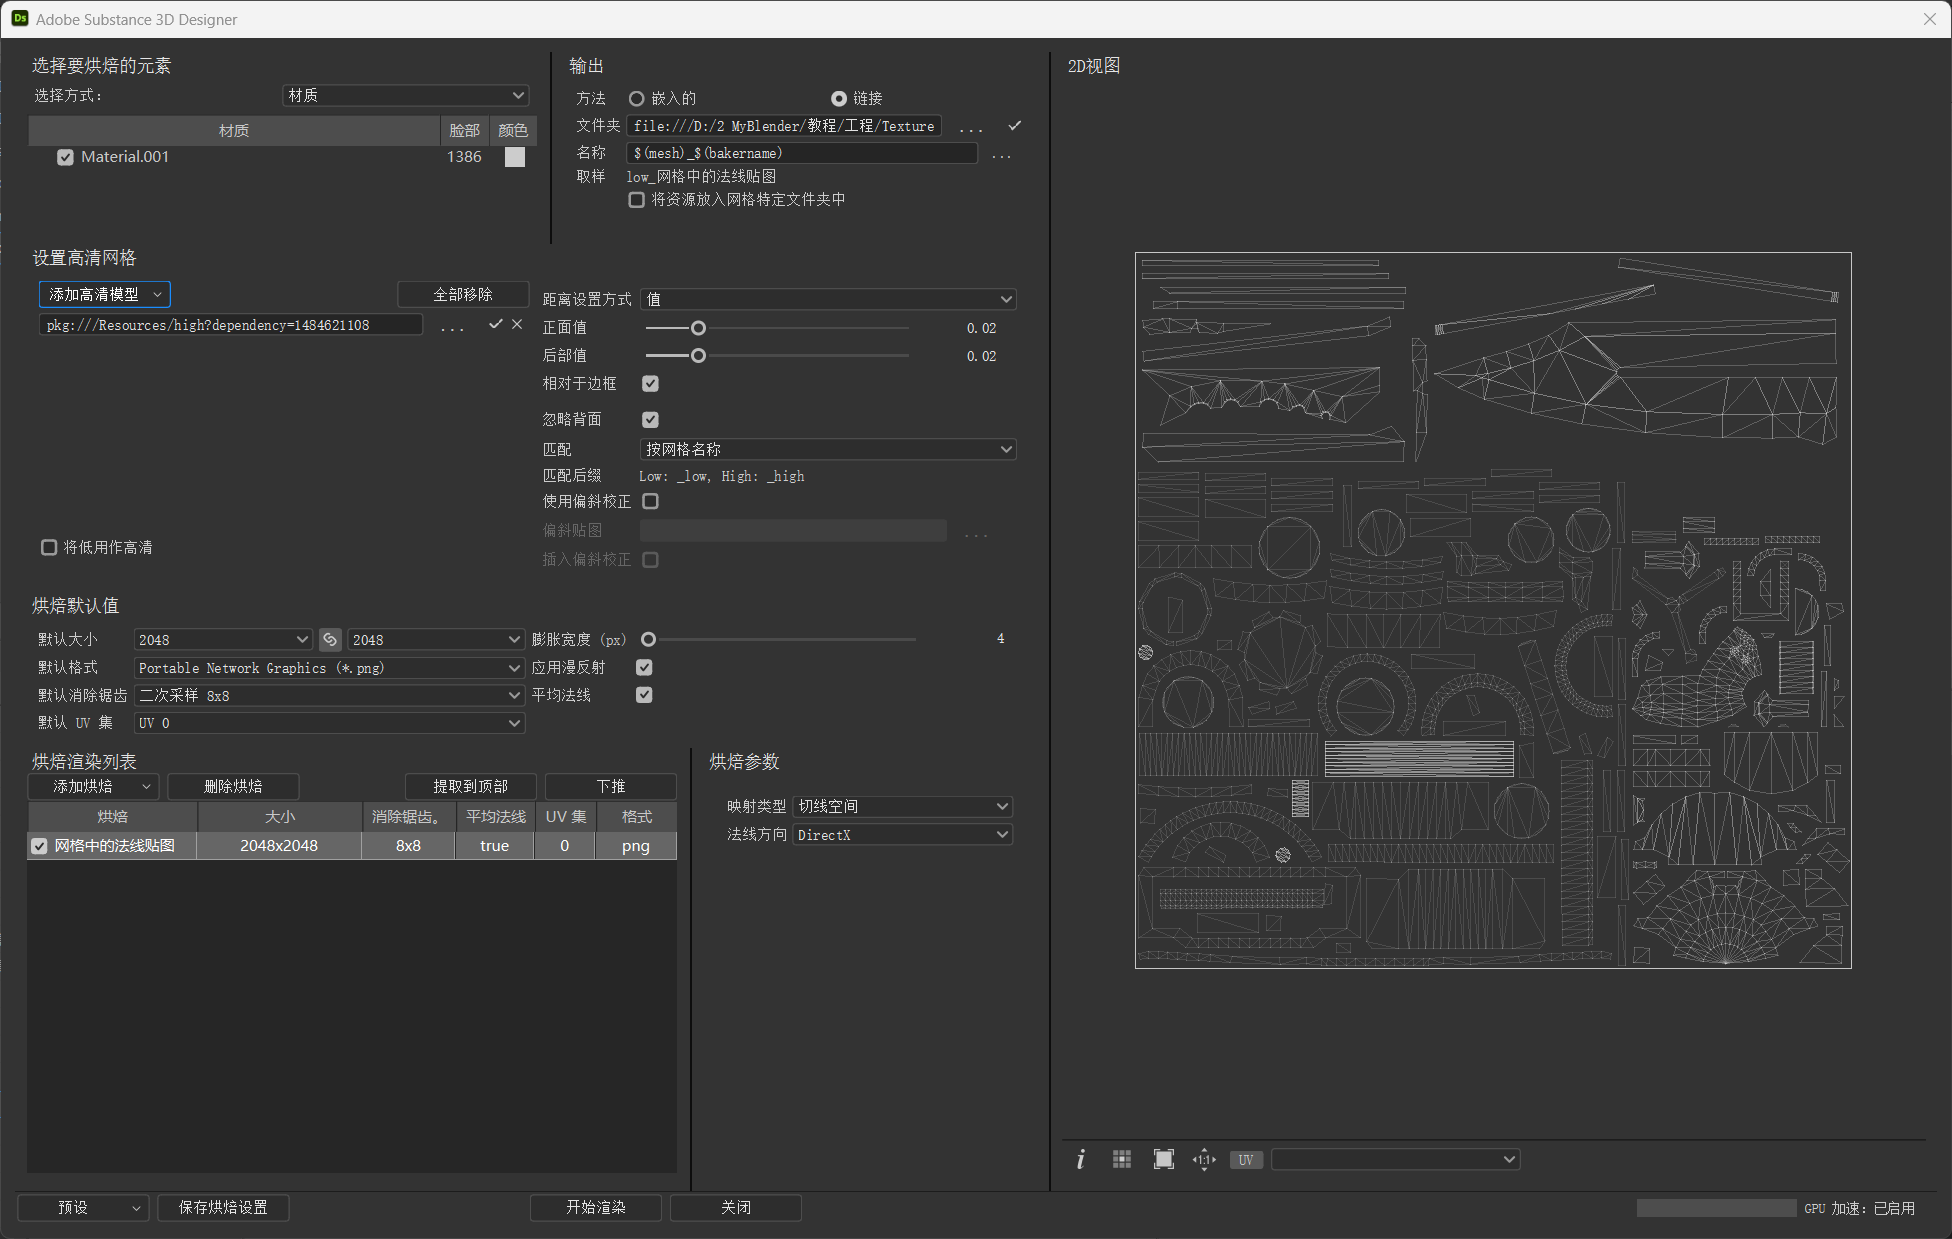 Ds Adobe Substance 3D Designer
选择要烘焙的元素
选择方式：
材质
材质 脸部 颜色
Material.001 1386
输出
方法 嵌入的 链接
文件夹 file:///D:/2 MyBlender/教程/工程/Texture ...
名称 $(mesh)_$(bakername) ...
取样 low_网格中的法线贴图
将资源放入网格特定文件夹中
设置高清网格
添加高清模型 全部移除
pkg:///Resources/high?dependency=1484621108 ...
将低用作高清
距离设置方式 值
正面值 0.02
后部值 0.02
相对于边框
忽略背面
匹配 按网格名称
匹配后缀 Low: _low, High: _high
使用偏斜校正
偏斜贴图 ...
插入偏斜校正
烘焙默认值
默认大小 2048 2048
默认格式 Portable Network Graphics (*.png)
默认消除锯齿 二次采样 8x8
默认 UV 集 UV 0
膨胀宽度 (px) 4
应用漫反射
平均法线
烘焙渲染列表
添加烘焙 删除烘焙 提取到顶部 下推
烘焙 大小 消除锯齿。 平均法线 UV 集 格式
网格中的法线贴图 2048x2048 8x8 true 0 png
烘焙参数
映射类型 切线空间
法线方向 DirectX
2D视图
i 1:1 UV
预设 保存烘焙设置 开始渲染 关闭
GPU 加速: 已启用